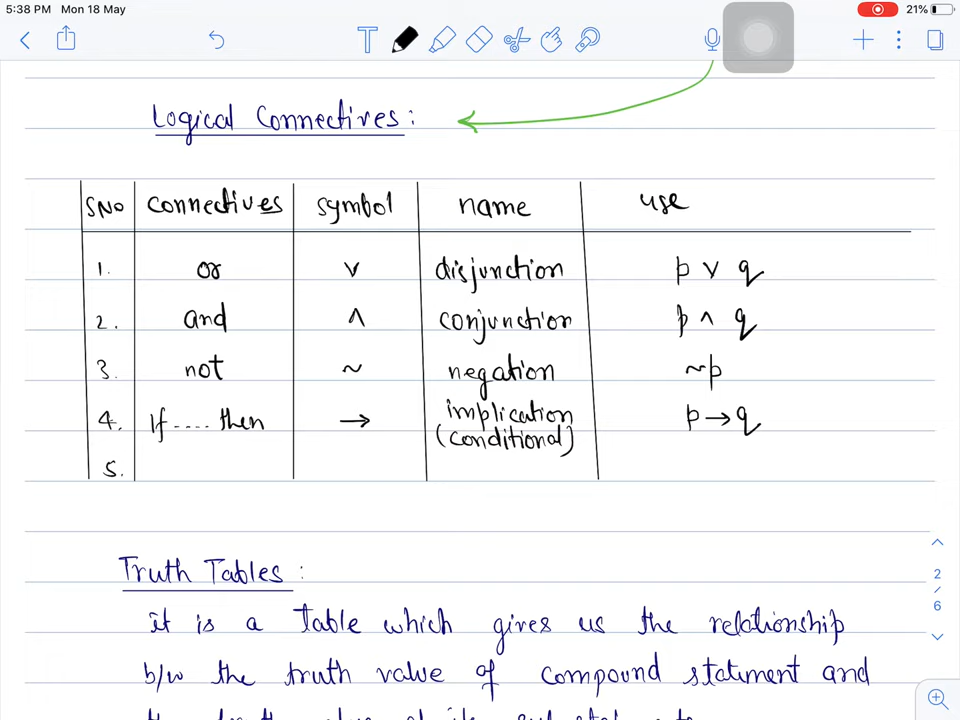 5:38 PM Mon 18 May
21%
T
Logical Connectives:
SNo connectives symbol name use
1. or ∨ disjunction p ∨ q
2. and ∧ conjunction p ∧ q
3. not ~ negation ~p
4. If ---- then → implication (conditional) p → q
5.
Truth Tables :
it is a Table which gives us the relationship
b/w the truth value of compound statement and
2
/
6